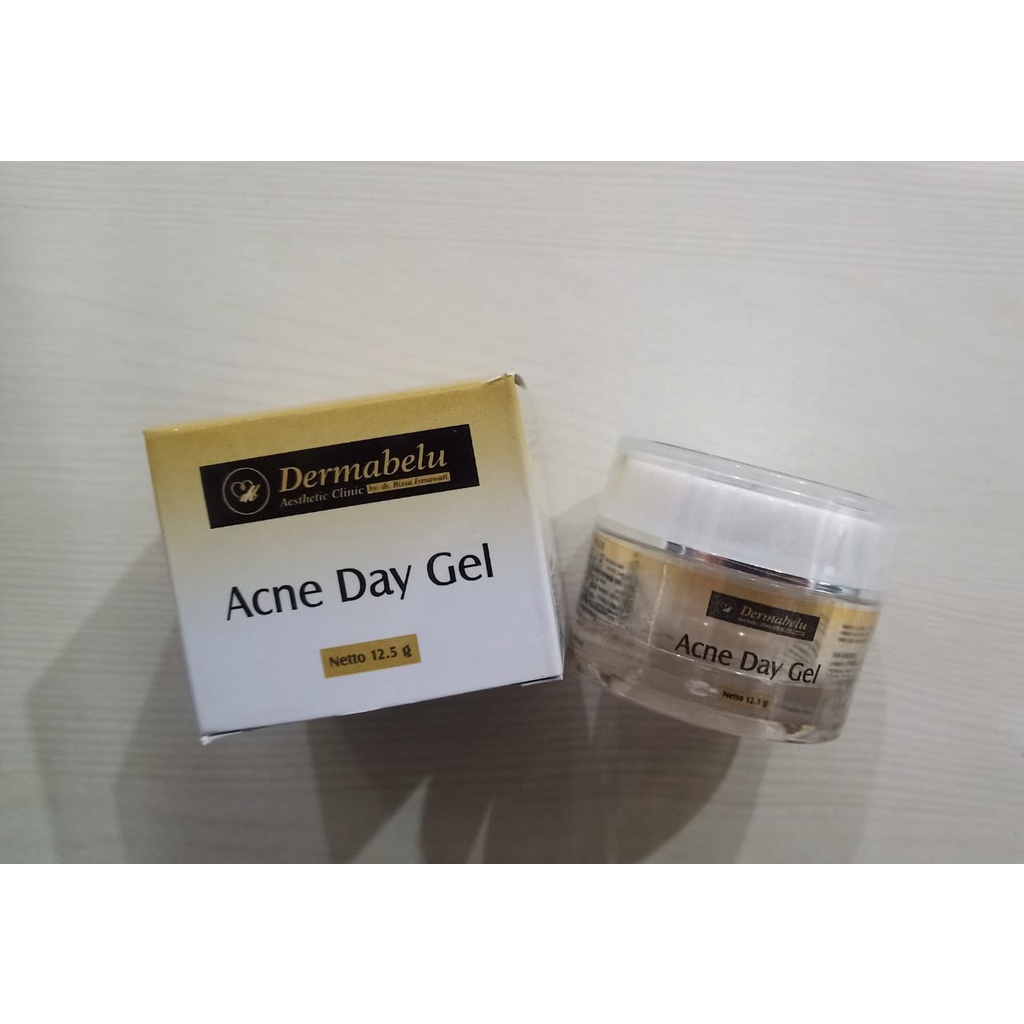 Dermabelu
Aesthetic Clinic by: dr. Rissa Ismawati
Acne Day Gel
Netto 12.5 g
Dermabelu
Acne Day Gel
Netto 12.5 g